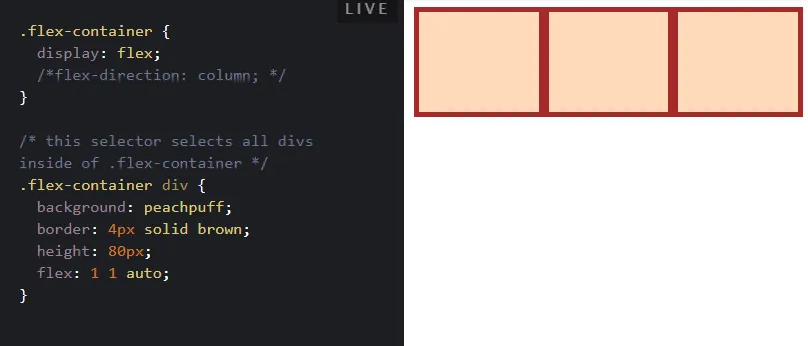 LIVE
.flex-container {
display: flex;
/*flex-direction: column; */
}
/* this selector selects all divs
inside of .flex-container */
.flex-container div {
background: peachpuff;
border: 4px solid brown;
height: 80px;
flex: 1 1 auto;
}